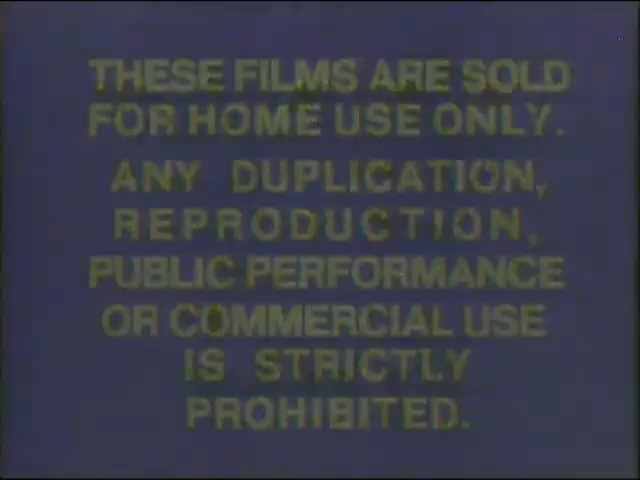 THESE FILMS ARE SOLD
FOR HOME USE ONLY.
ANY DUPLICATION,
REPRODUCTION,
PUBLIC PERFORMANCE
OR COMMERCIAL USE
IS STRICTLY
PROHIBITED.